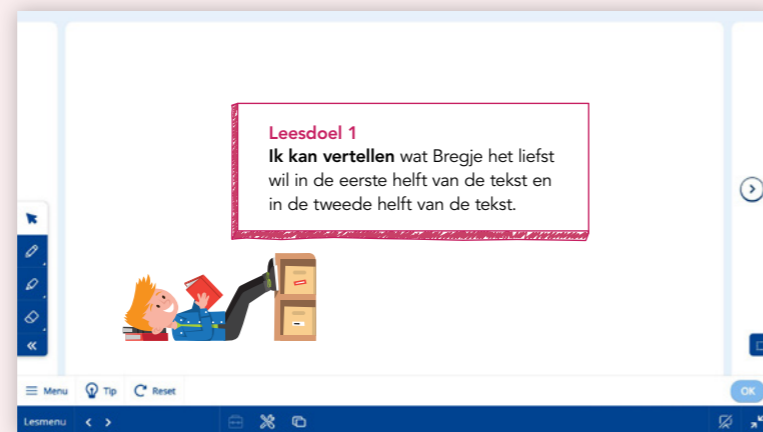 Leesdoel 1
Ik kan vertellen wat Bregje het liefst
wil in de eerste helft van de tekst en
in de tweede helft van de tekst.
Menu Tip Reset OK
Lesmenu